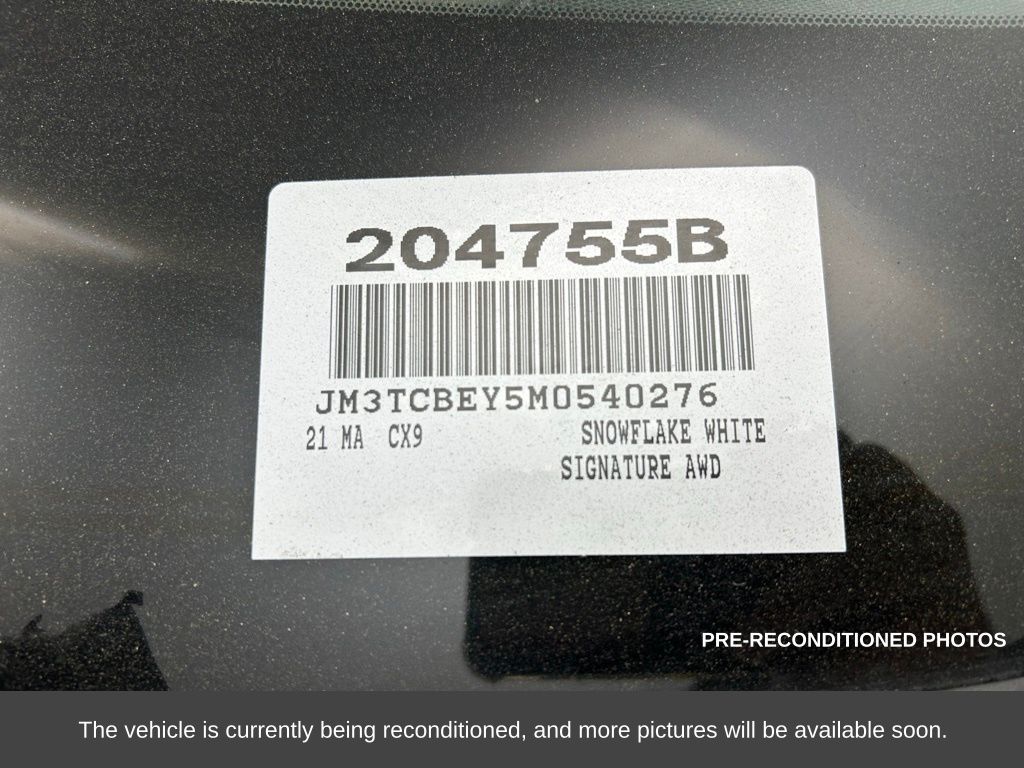 204755B
JM3TCBEY5M0540276
21 MA CX9 SNOWFLAKE WHITE
SIGNATURE AWD
PRE-RECONDITIONED PHOTOS
The vehicle is currently being reconditioned, and more pictures will be available soon.